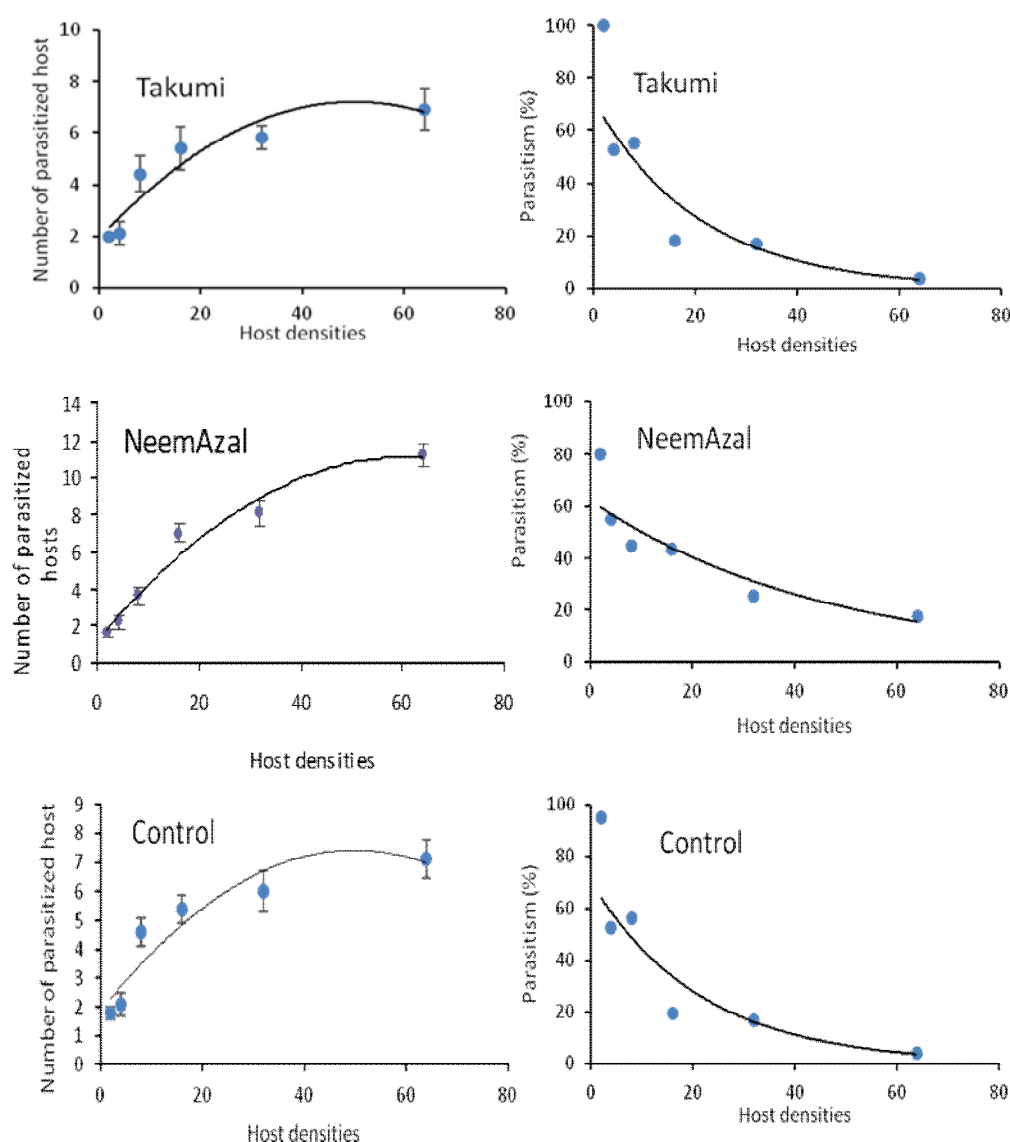 Number of parasitized host
10
8
6
4
2
0
Takumi
0 20 40 60 80
Host densities
Parasitism (%)
100
80
60
40
20
0
Takumi
0 20 40 60 80
Host densities
Number of parasitized
hosts
14
12
10
8
6
4
2
0
NeemAzal
0 20 40 60 80
Host densities
Parasitism (%)
100
80
60
40
20
0
NeemAzal
0 20 40 60 80
Host densities
Number of parasitized host
9
8
7
6
5
4
3
2
1
0
Control
0 20 40 60 80
Host densities
Parasitism (%)
100
80
60
40
20
0
Control
0 20 40 60 80
Host densities